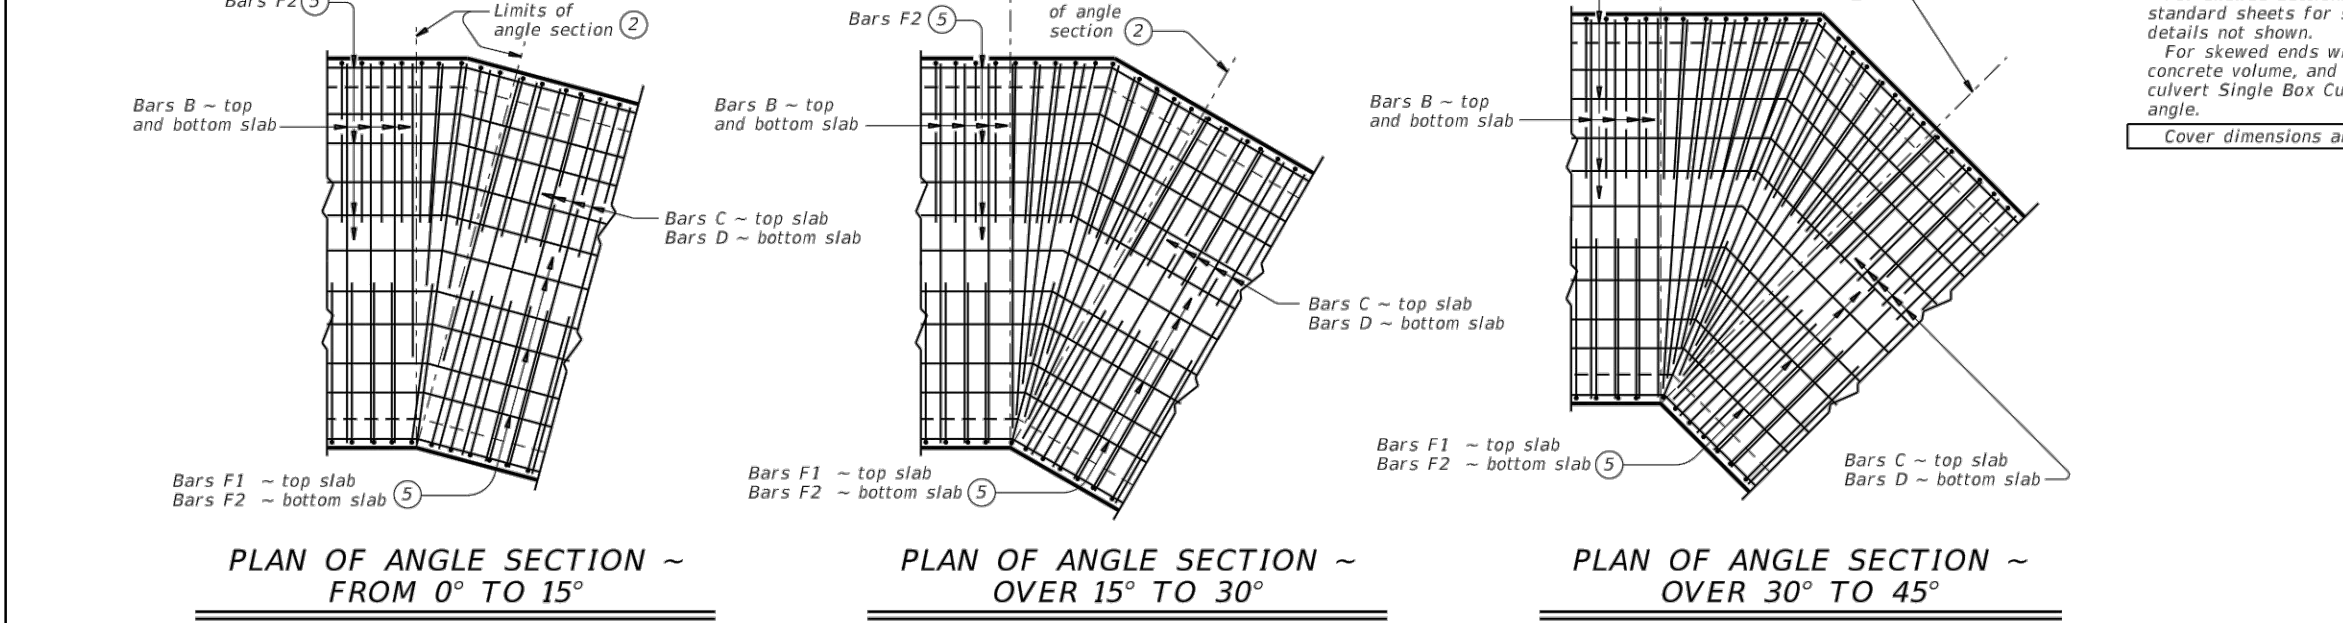 Bars F2 5
Limits of
angle section 2
Bars B ~ top
and bottom slab
Bars C ~ top slab
Bars D ~ bottom slab
Bars F1 ~ top slab
Bars F2 ~ bottom slab 5
PLAN OF ANGLE SECTION ~
FROM 0° TO 15°
Bars F2 5
of angle
section 2
Bars B ~ top
and bottom slab
Bars C ~ top slab
Bars D ~ bottom slab
Bars F1 ~ top slab
Bars F2 ~ bottom slab 5
PLAN OF ANGLE SECTION ~
OVER 15° TO 30°
Bars B ~ top
and bottom slab
Bars F1 ~ top slab
Bars F2 ~ bottom slab 5
Bars C ~ top slab
Bars D ~ bottom slab
PLAN OF ANGLE SECTION ~
OVER 30° TO 45°
standard sheets for
details not shown.
For skewed ends
concrete volume, and
culvert Single Box
angle.
Cover dimensions